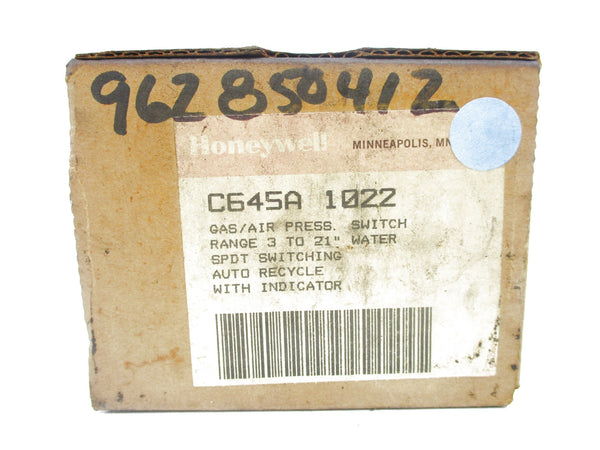 962850412
Honeywell MINNEAPOLIS, MN
C645A 1022
GAS/AIR PRESS. SWITCH
RANGE 3 TO 21" WATER
SPDT SWITCHING
AUTO RECYCLE
WITH INDICATOR